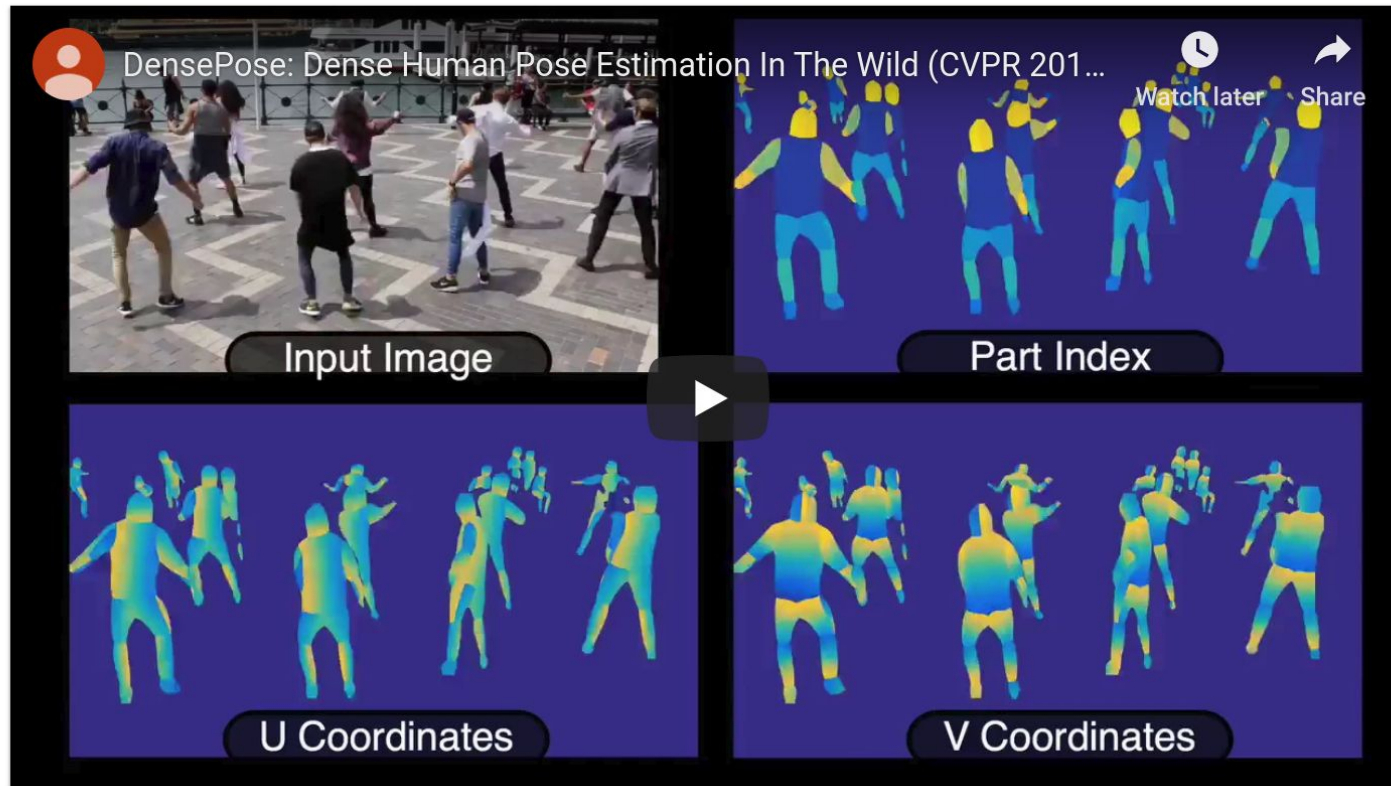 DensePose: Dense Human Pose Estimation In The Wild (CVPR 201…
Watch later
Share
Input Image
Part Index
U Coordinates
V Coordinates